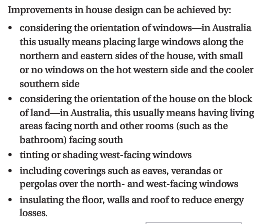 Improvements in house design can be achieved by:
• considering the orientation of windows—in Australia
this usually means placing large windows along the
northern and eastern sides of the house, with small
or no windows on the hot western side and the cooler
southern side
• considering the orientation of the house on the block
of land—in Australia, this usually means having living
areas facing north and other rooms (such as the
bathroom) facing south
• tinting or shading west-facing windows
• including coverings such as eaves, verandas or
pergolas over the north- and west-facing windows
• insulating the floor, walls and roof to reduce energy
losses.